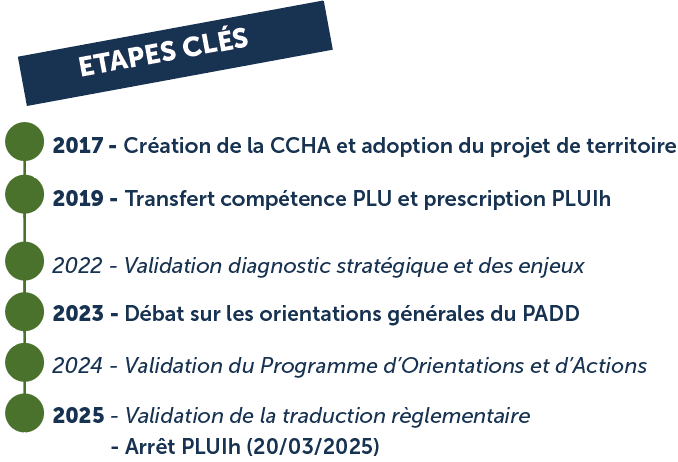 ETAPES CLÉS
2017 - Création de la CCHA et adoption du projet de territoire
2019 - Transfert compétence PLU et prescription PLUIh
2022 - Validation diagnostic stratégique et des enjeux
2023 - Débat sur les orientations générales du PADD
2024 - Validation du Programme d’Orientations et d’Actions
2025 - Validation de la traduction règlementaire
- Arrêt PLUIh (20/03/2025)